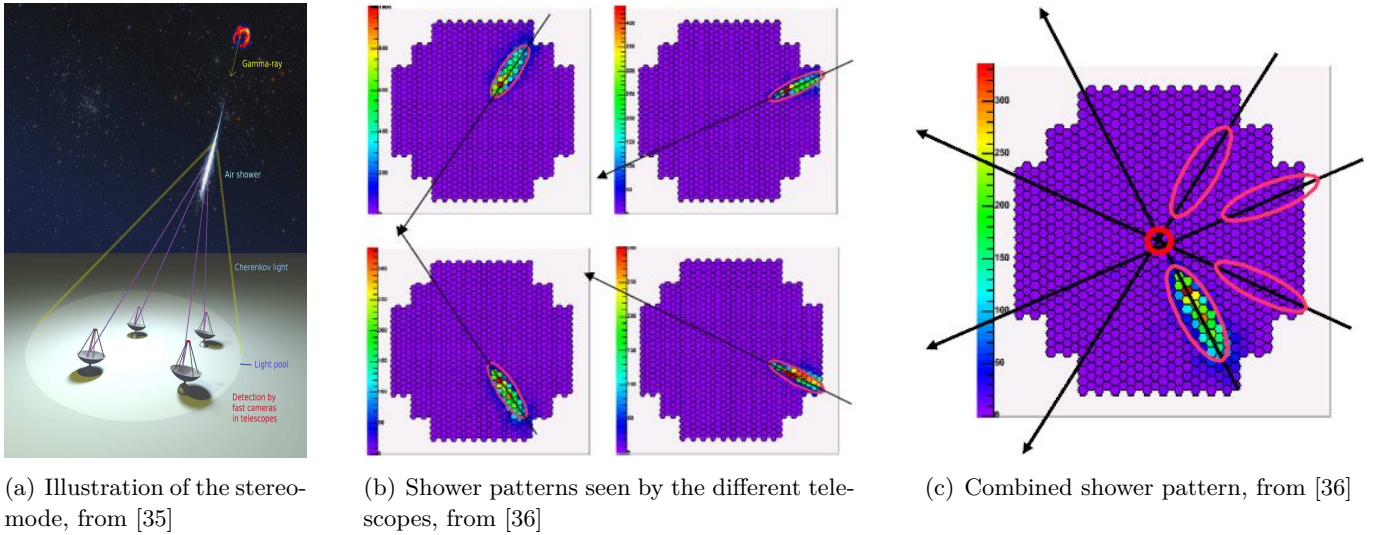 Gamma-ray
Air shower
Cherenkov light
Light pool
Detection by
fast cameras
in telescopes
300
250
200
150
100
50
0
(a) Illustration of the stereo-
mode, from [35]
(b) Shower patterns seen by the different tele-
scopes, from [36]
(c) Combined shower pattern, from [36]